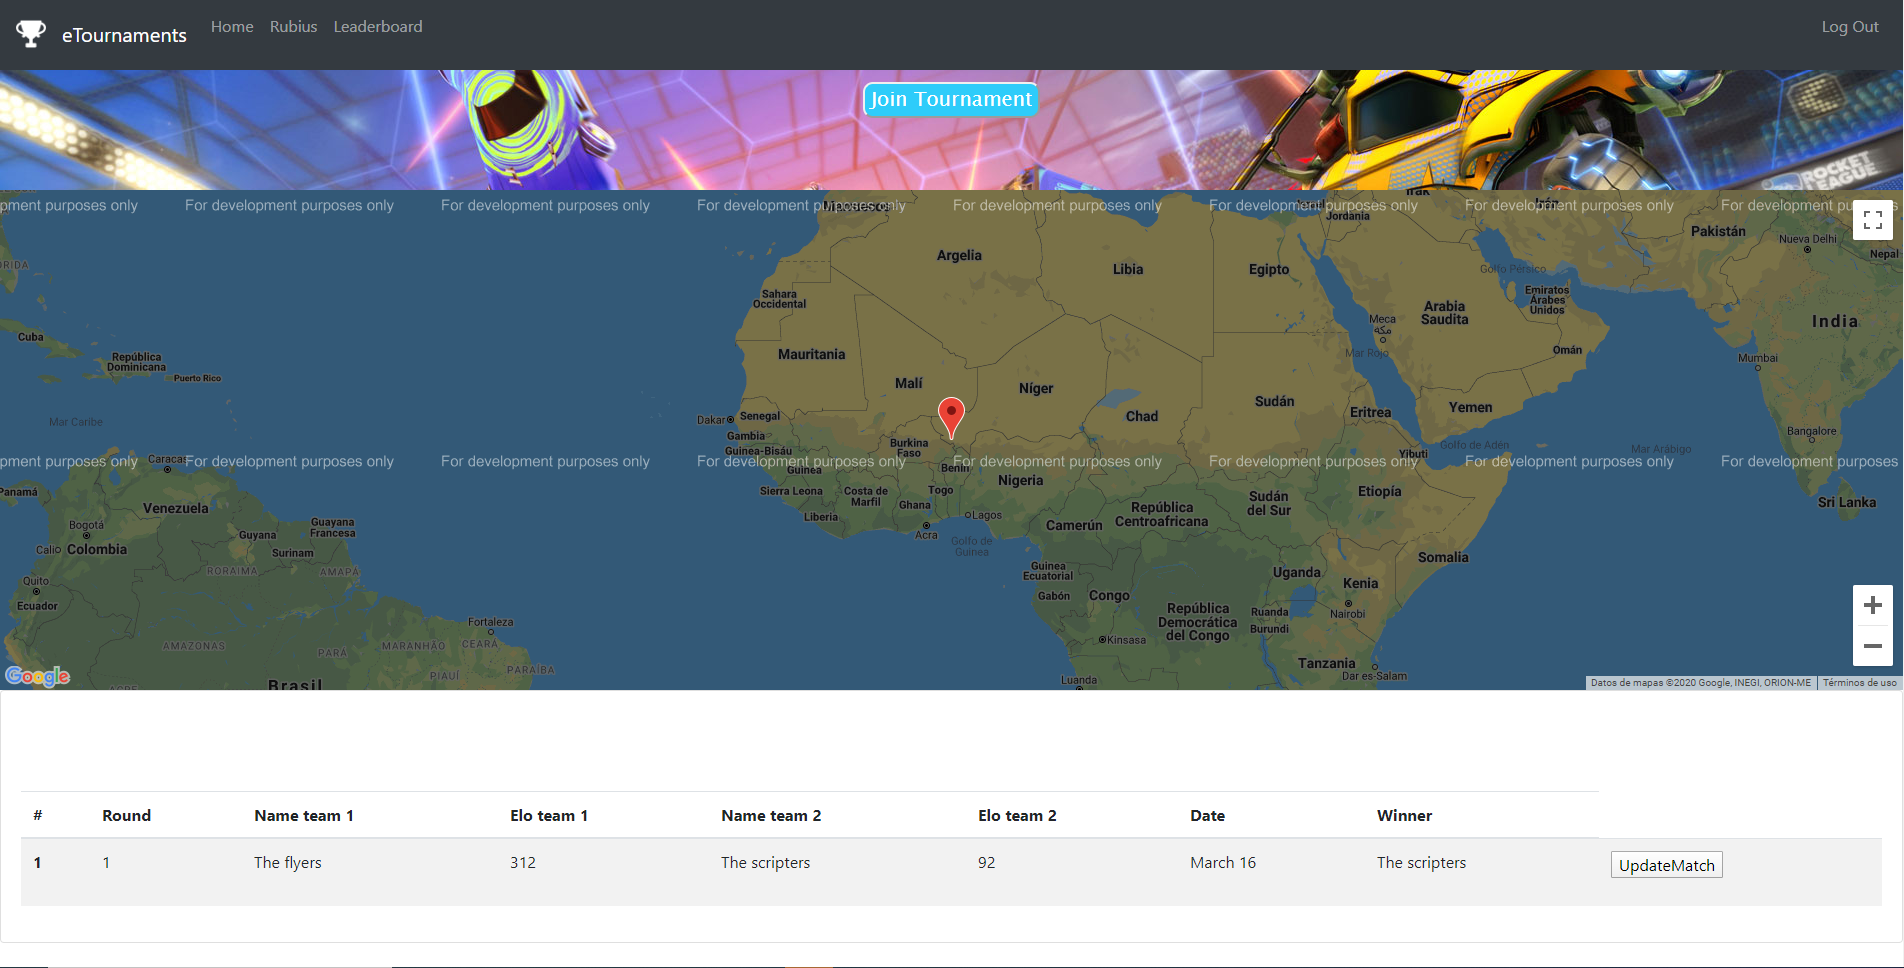 eTournaments Home Rubius Leaderboard Log Out
Join Tournament
ROCKET
LEAGUE
pment purposes only For development purposes only For development purposes only For development purposes only For development purposes only For development purposes only For development purposes only For development pu
Marruecos
Irak
Irán
Jordania
Pakistán
Nueva Delhi
Nepal
Argelia
Libia
Egipto
Golfo Pérsico
Emiratos
Árabes
Unidos
Sahara
Occidental
Arabia
Saudita
Meca
مكة
India
Cuba
República
Dominicana
Puerto Rico
Mauritania
Mar Rojo
Omán
Mumbai
Malí
Níger
Sudán
Chad
Eritrea
Yemen
Mar Caribe
Dakar
Senegal
Gambia
Guinea-Bisáu
Burkina
Faso
Golfo de Adén
Mar Arábigo
Bangalore
Yibuti
pment purposes only For development purposes only For development purposes only For development purposes only For development purposes only For development purposes only For development purposes only For development purposes
Caracas
Benín
Nigeria
Panamá
Venezuela
Sierra Leona
Costa de
Marfil
Togo
Ghana
Liberia
Lagos
Acra
Golfo de
Guinea
Camerún
República
Centroafricana
Sudán
del Sur
Etiopía
Sri Lanka
Bogotá
Calio
Colombia
Guyana
Guayana
Francesa
Surinam
RORAIMA
AMAPÁ
Somalia
Guinea
Ecuatorial
Gabón
Congo
Uganda
Kenia
Quito
Ecuador
Nairobi
República
Democrática
del Congo
Ruanda
Burundi
Fortaleza
Kinsasa
AMAZONAS
PARÁ
MARANHÃO
CEARÁ
PIAUÍ
PARAÍBA
Tanzania
Dar es-Salam
Luanda
ACRE
Brasil
Google
Datos de mapas ©2020 Google, INEGI, ORION-ME Términos de uso
# Round Name team 1 Elo team 1 Name team 2 Elo team 2 Date Winner
1 1 The flyers 312 The scripters 92 March 16 The scripters UpdateMatch